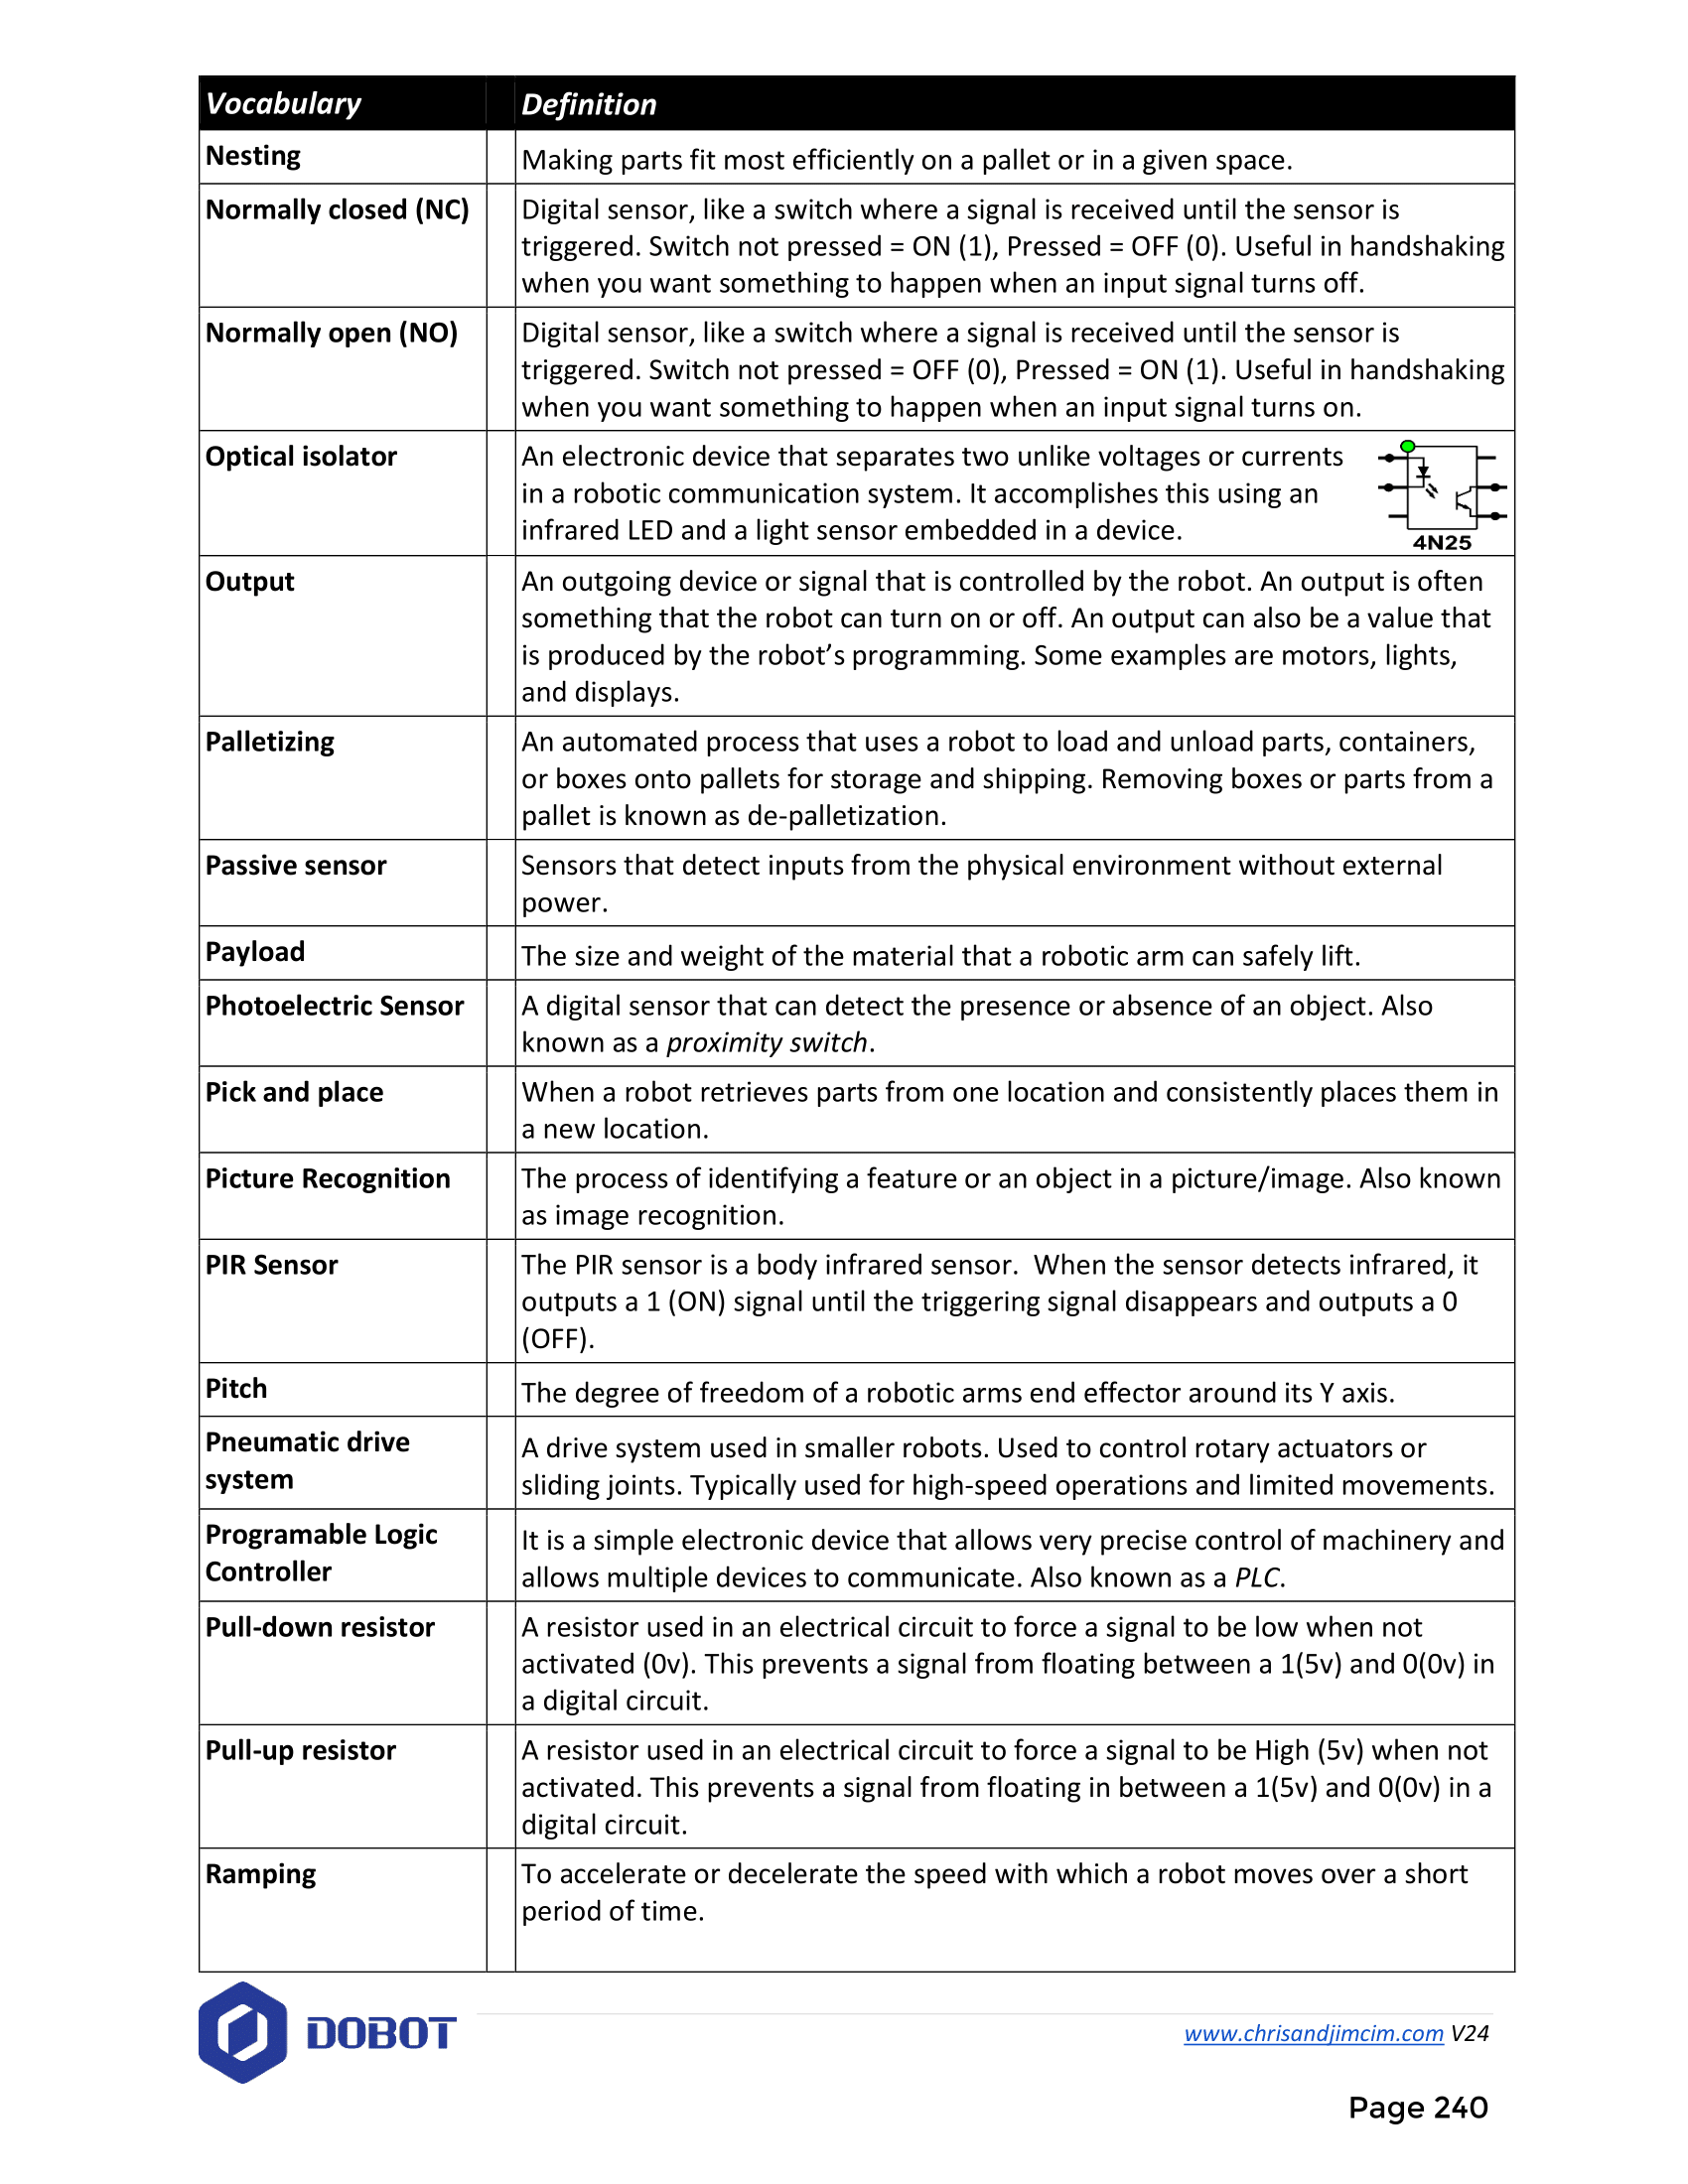 Vocabulary
Definition
Nesting
Making parts fit most efficiently on a pallet or in a given space.
Normally closed (NC)
Digital sensor, like a switch where a signal is received until the sensor is
triggered. Switch not pressed = ON (1), Pressed = OFF (0). Useful in handshaking
when you want something to happen when an input signal turns off.
Normally open (NO)
Digital sensor, like a switch where a signal is received until the sensor is
triggered. Switch not pressed = OFF (0), Pressed = ON (1). Useful in handshaking
when you want something to happen when an input signal turns on.
Optical isolator
An electronic device that separates two unlike voltages or currents
in a robotic communication system. It accomplishes this using an
infrared LED and a light sensor embedded in a device.
4N25
Output
An outgoing device or signal that is controlled by the robot. An output is often
something that the robot can turn on or off. An output can also be a value that
is produced by the robot’s programming. Some examples are motors, lights,
and displays.
Palletizing
An automated process that uses a robot to load and unload parts, containers,
or boxes onto pallets for storage and shipping. Removing boxes or parts from a
pallet is known as de-palletization.
Passive sensor
Sensors that detect inputs from the physical environment without external
power.
Payload
The size and weight of the material that a robotic arm can safely lift.
Photoelectric Sensor
A digital sensor that can detect the presence or absence of an object. Also
known as a proximity switch.
Pick and place
When a robot retrieves parts from one location and consistently places them in
a new location.
Picture Recognition
The process of identifying a feature or an object in a picture/image. Also known
as image recognition.
PIR Sensor
The PIR sensor is a body infrared sensor.  When the sensor detects infrared, it
outputs a 1 (ON) signal until the triggering signal disappears and outputs a 0
(OFF).
Pitch
The degree of freedom of a robotic arms end effector around its Y axis.
Pneumatic drive
system
A drive system used in smaller robots. Used to control rotary actuators or
sliding joints. Typically used for high-speed operations and limited movements.
Programable Logic
Controller
It is a simple electronic device that allows very precise control of machinery and
allows multiple devices to communicate. Also known as a PLC.
Pull-down resistor
A resistor used in an electrical circuit to force a signal to be low when not
activated (0v). This prevents a signal from floating between a 1(5v) and 0(0v) in
a digital circuit.
Pull-up resistor
A resistor used in an electrical circuit to force a signal to be High (5v) when not
activated. This prevents a signal from floating in between a 1(5v) and 0(0v) in a
digital circuit.
Ramping
To accelerate or decelerate the speed with which a robot moves over a short
period of time.
DOBOT
www.chrisandjimcim.com V24
Page 240